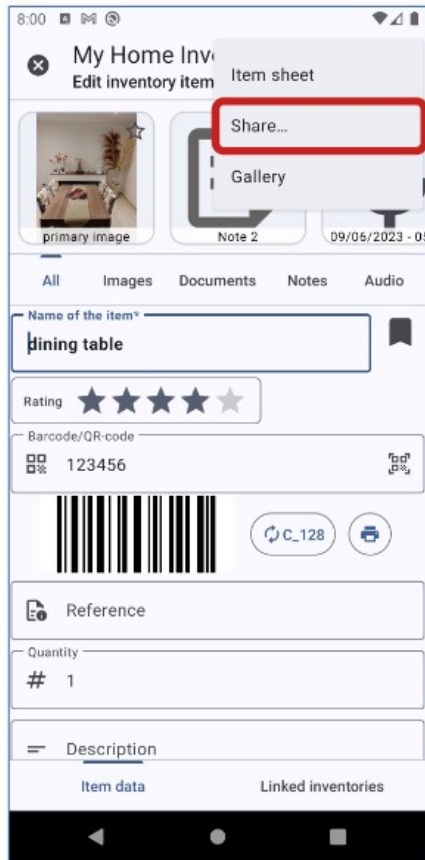 8:00
My Home Inv
Edit inventory item
Item sheet
Share...
Gallery
primary image
Note 2
09/06/2023 - 05
All Images Documents Notes Audio
Name of the item*
dining table
Rating
Barcode/QR-code
123456
C_128
Reference
Quantity
# 1
Description
Item data Linked inventories